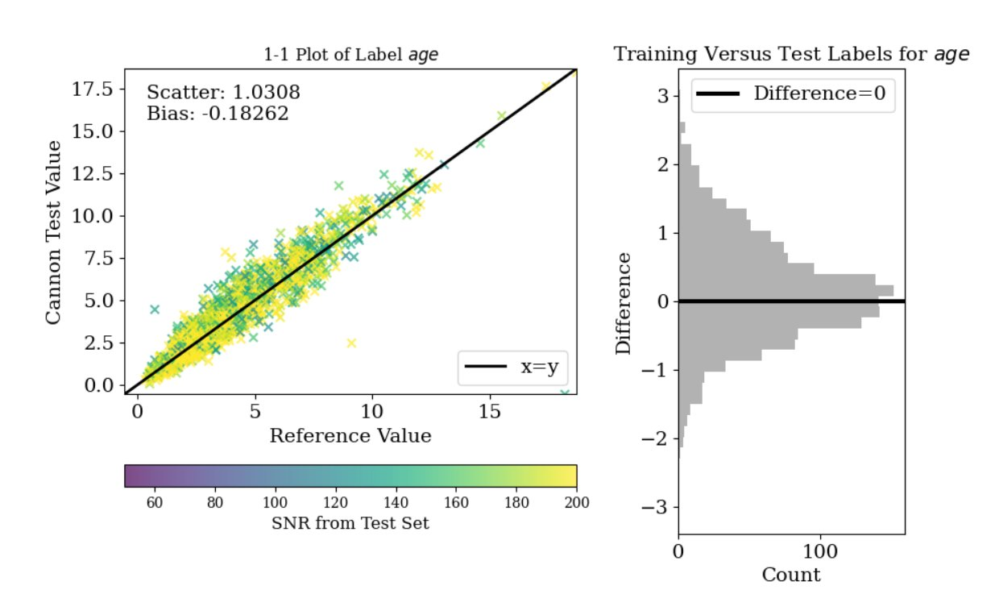 1-1 Plot of Label age
Scatter: 1.0308
Bias: -0.18262
Cannon Test Value
17.5
15.0
12.5
10.0
7.5
5.0
2.5
0.0
x=y
0 5 10 15
Reference Value
60 80 100 120 140 160 180 200
SNR from Test Set
Training Versus Test Labels for age
Difference=0
Difference
3
2
1
0
−1
−2
−3
0 100
Count